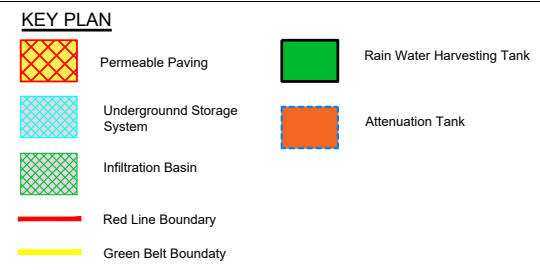 KEY PLAN
Permeable Paving
Undergrounnd Storage
System
Infiltration Basin
Red Line Boundary
Green Belt Boundaty
Rain Water Harvesting Tank
Attenuation Tank